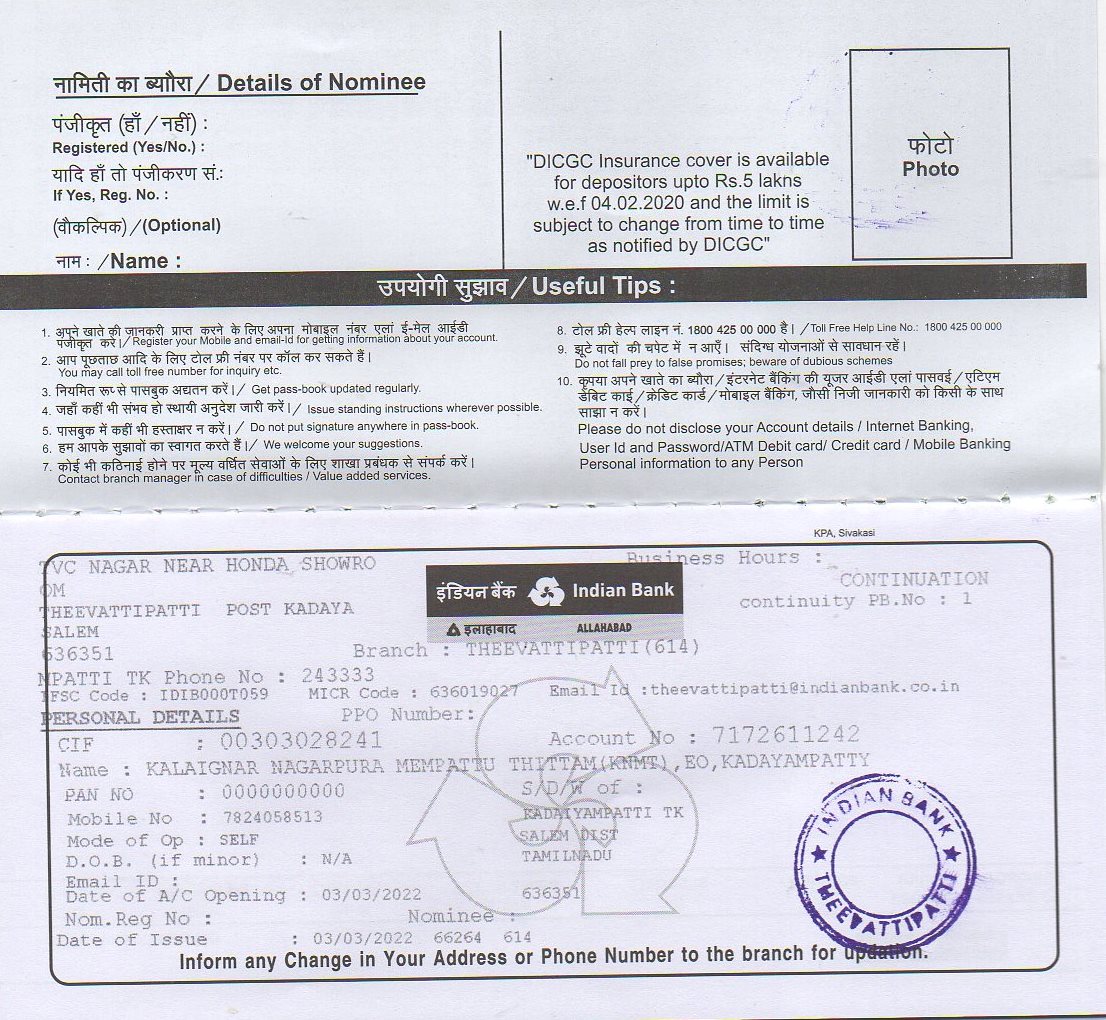 नामिती का ब्यौरा / Details of Nominee
पंजीकृत (हाँ / नहीं) :
Registered (Yes/No.) :
यादि हाँ तो पंजीकरण सं.:
If Yes, Reg. No. :
(वौकल्पिक) /(Optional)
नाम : /Name :
"DICGC Insurance cover is available
for depositors upto Rs.5 lakns
w.e.f 04.02.2020 and the limit is
subject to change from time to time
as notified by DICGC"
फोटो
Photo
उपयोगी सुझाव / Useful Tips :
1. अपने खाते की जानकरी प्राप्त करने के लिए अपना मोबाइल नंबर एलां ई-मेल आईडी
पंजीकृत करें। / Register your Mobile and email-Id for getting information about your account.
2. आप पूछताछ आदि के लिए टोल फ्री नंबर पर कॉल कर सकते हैं।
You may call toll free number for inquiry etc.
3. नियमित रूप से पासबुक अद्यतन करें। / Get pass-book updated regularly.
4. जहाँ कहीं भी संभव हो स्थायी अनुदेश जारी करें। / Issue standing instructions wherever possible.
5. पासबुक में कहीं भी हस्ताक्षर न करें। / Do not put signature anywhere in pass-book.
6. हम आपके सुझावों का स्वागत करते हैं। / We welcome your suggestions.
7. कोई भी कठिनाई होने पर मूल्य वर्धित सेवाओं के लिए शाखा प्रबंधक से संपर्क करें।
Contact branch manager in case of difficulties / Value added services.
8. टोल फ्री हेल्प लाइन नं. 1800 425 00 000 है। / Toll Free Help Line No.: 1800 425 00 000
9. झूटे वादों की चपेट में न आएँ। संदिग्ध योजनाओं से सावधान रहें।
Do not fall prey to false promises; beware of dubious schemes
10. कृपया अपने खाते का ब्यौरा / इंटरनेट बैंकिंग की यूजर आईडी एलां पासवर्ड / एटिएम
डेबिट कार्ड / क्रेडिट कार्ड / मोबाइल बैंकिंग, जौसी निजी जानकारी को किसी के साथ
साझा न करें।
Please do not disclose your Account details / Internet Banking,
User Id and Password/ATM Debit card/ Credit card / Mobile Banking
Personal information to any Person
KPA, Sivakasi
TVC NAGAR NEAR HONDA SHOWRO
OM
THEEVATTIPATTI POST KADAYA
SALEM
636351
MPATTI TK Phone No : 243333
Business Hours :
CONTINUATION
continuity PB.No : 1
इंडियन बैंक Indian Bank
इलाहाबाद ALLAHABAD
Branch : THEEVATTIPATTI(614)
IFSC Code : IDIB000T059 MICR Code : 636019027 Email Id :theevattipatti@indianbank.co.in
PERSONAL DETAILS PPO Number:
CIF : 00303028241 Account No : 7172611242
Name : KALAIGNAR NAGARPURA MEMPATTU THITTAM(KNMT),EO,KADAYAMPATTY
PAN NO : 0000000000 S/D/W of :
Mobile No : 7824058513 KADAIYAMPATTI TK
Mode of Op : SELF SALEM DIST
D.O.B. (if minor) : N/A TAMILNADU
Email ID :
Date of A/C Opening : 03/03/2022 636351
Nom.Reg No : Nominee :
Date of Issue : 03/03/2022 66264 614
Inform any Change in Your Address or Phone Number to the branch for updation.
INDIAN BANK
THEEVATTIPATTI